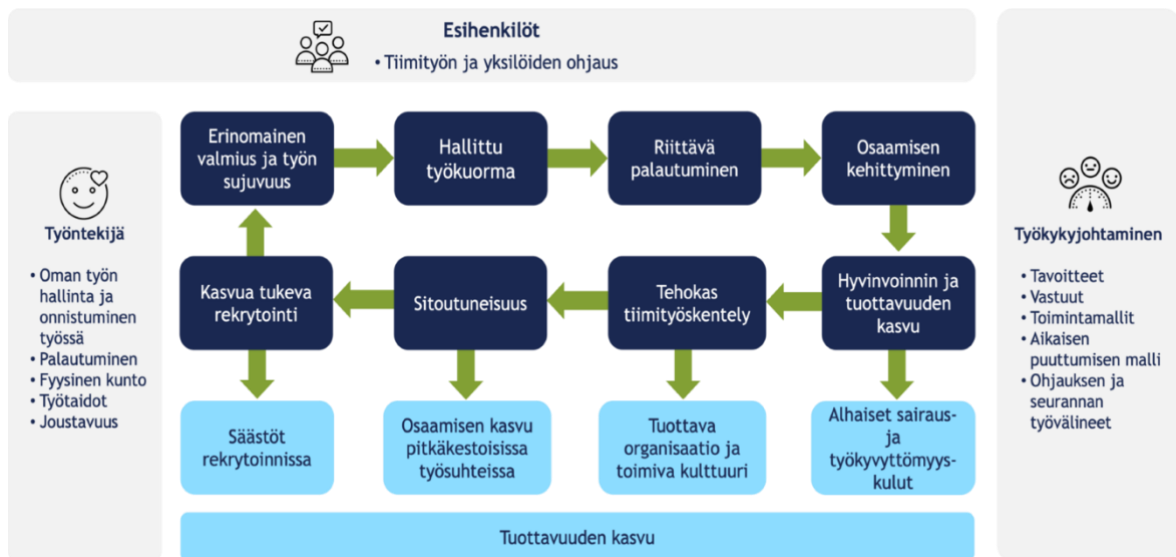 Esihenkilöt
• Tiimityön ja yksilöiden ohjaus
Työntekijä
• Oman työn
hallinta ja
onnistuminen
työssä
• Palautuminen
• Fyysinen kunto
• Työtaidot
• Joustavuus
Erinomainen
valmius ja työn
sujuvuus
Hallittu
työkuorma
Riittävä
palautuminen
Osaamisen
kehittyminen
Kasvua tukeva
rekrytointi
Sitoutuneisuus
Tehokas
tiimityöskentely
Hyvinvoinnin ja
tuottavuuden
kasvu
Säästöt
rekrytoinnissa
Osaamisen kasvu
pitkäkestoisissa
työsuhteissa
Tuottava
organisaatio ja
toimiva kulttuuri
Alhaiset sairaus-
ja
työkyvyttömyys-
kulut
Tuottavuuden kasvu
Työkykyjohtaminen
• Tavoitteet
• Vastuut
• Toimintamallit
• Aikaisen
puuttumisen malli
• Ohjauksen ja
seurannan
työvälineet